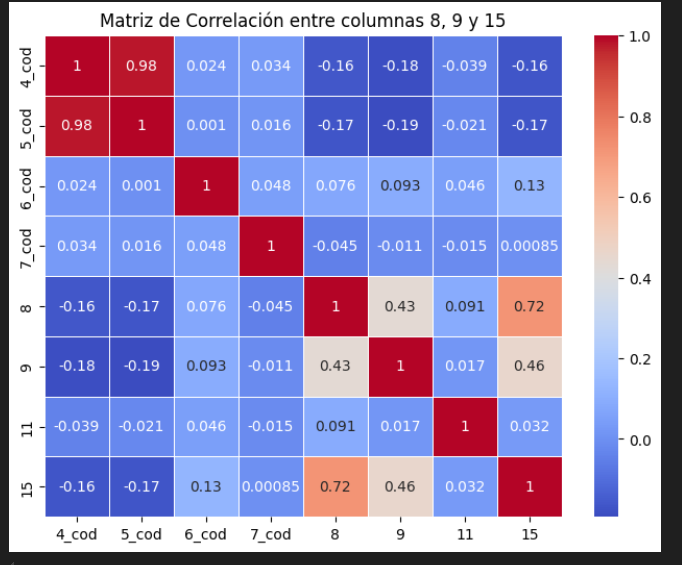 Matriz de Correlación entre columnas 8, 9 y 15
4_cod 1 0.98 0.024 0.034 -0.16 -0.18 -0.039 -0.16
5_cod 0.98 1 0.001 0.016 -0.17 -0.19 -0.021 -0.17
6_cod 0.024 0.001 1 0.048 0.076 0.093 0.046 0.13
7_cod 0.034 0.016 0.048 1 -0.045 -0.011 -0.015 0.00085
8 -0.16 -0.17 0.076 -0.045 1 0.43 0.091 0.72
9 -0.18 -0.19 0.093 -0.011 0.43 1 0.017 0.46
11 -0.039 -0.021 0.046 -0.015 0.091 0.017 1 0.032
15 -0.16 -0.17 0.13 0.00085 0.72 0.46 0.032 1
4_cod 5_cod 6_cod 7_cod 8 9 11 15
1.0
0.8
0.6
0.4
0.2
0.0